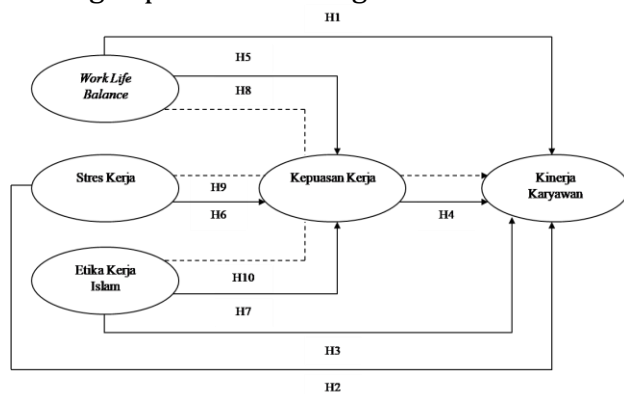 H1
Work Life
Balance
H5
H8
Stres Kerja
H9
H6
Kepuasan Kerja
H4
Kinerja
Karyawan
Etika Kerja
Islam
H10
H7
H3
H2